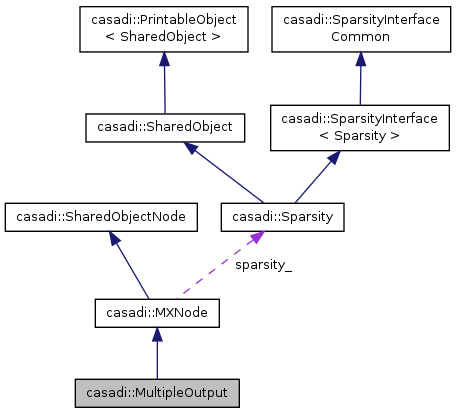 casadi::PrintableObject
< SharedObject >
casadi::SparsityInterface
Common
casadi::SharedObject
casadi::SparsityInterface
< Sparsity >
casadi::SharedObjectNode
casadi::Sparsity
sparsity_
casadi::MXNode
casadi::MultipleOutput